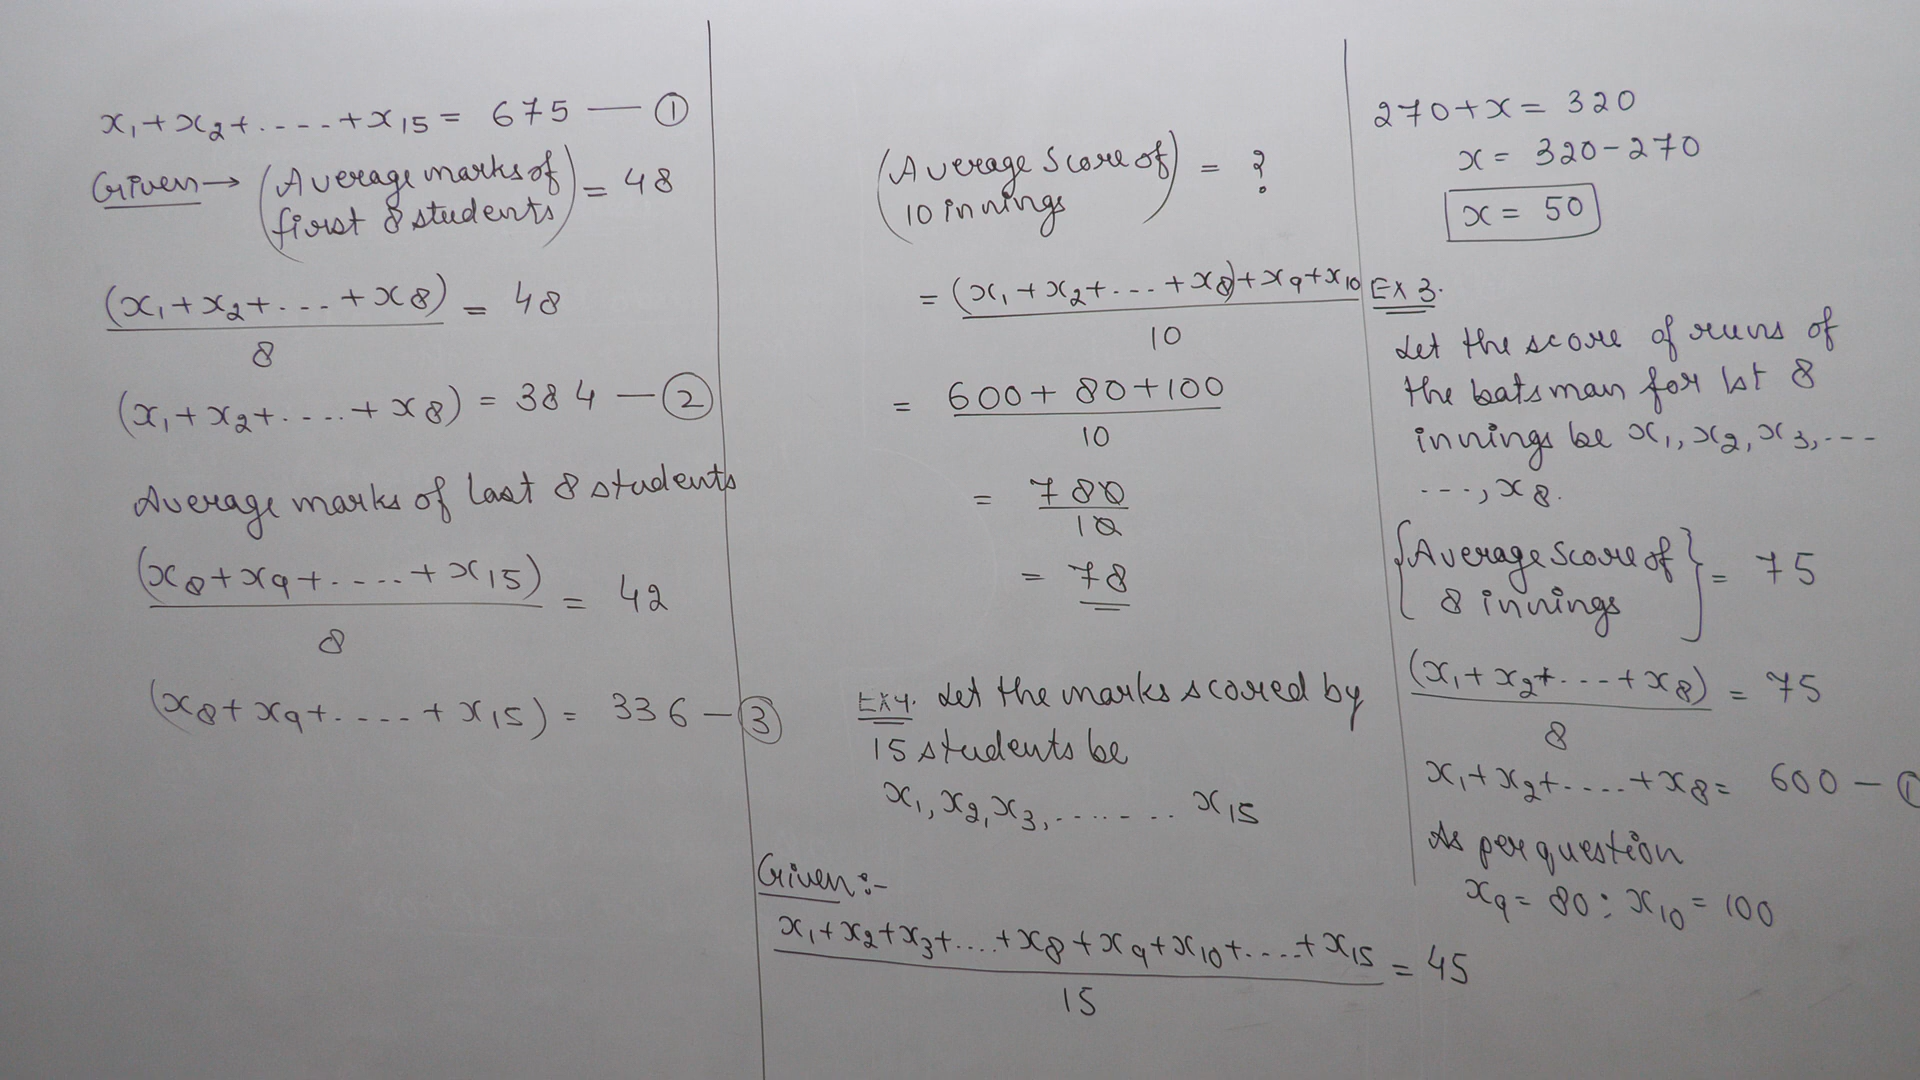 x₁+x₂+.----+x₁₅ = 675 — ①
Given→ (Average marks of
first 8 students) = 48
(x₁+x₂+...+x₈)/8 = 48
(x₁+x₂+.....+x₈) = 384 — ②
Average marks of last 8 students
(x₈+x₉+.....+x₁₅)/8 = 42
(x₈+x₉+.....+x₁₅) = 336 — ③
(Average Score of
10 innings) = ?
= ((x₁+x₂+...+x₈)+x₉+x₁₀)/10
= (600+80+100)/10
= 780/10
= 78
EX4. Let the marks scored by
15 students be
x₁, x₂, x₃, ....... x₁₅
Given:-
(x₁+x₂+x₃+....+x₈+x₉+x₁₀+....+x₁₅)/15 = 45
270+x = 320
x = 320-270
x = 50
EX 3.
Let the score of runs of
the batsman for 1st 8
innings be x₁, x₂, x₃, ---
---, x₈.
{Average Score of
8 innings} = 75
(x₁+x₂+...+x₈)/8 = 75
x₁+x₂+.....+x₈ = 600 — ①
As per question
x₉ = 80 : x₁₀ = 100